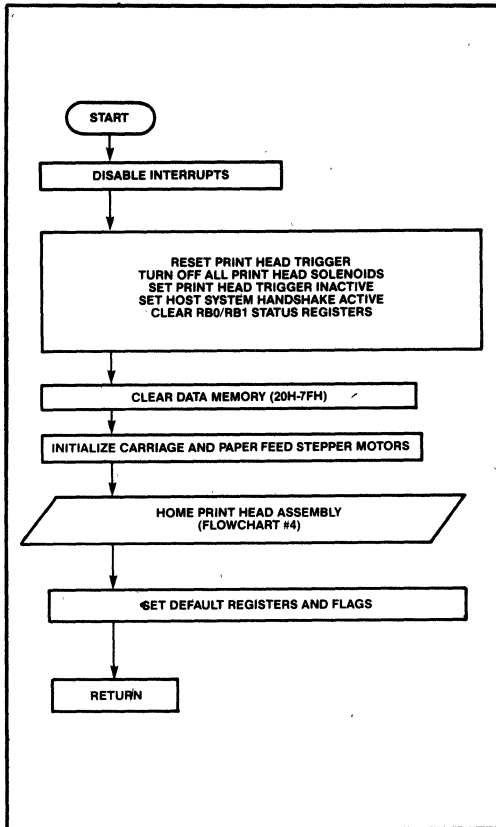 START
DISABLE INTERRUPTS
RESET PRINT HEAD TRIGGER
TURN OFF ALL PRINT HEAD SOLENOIDS
SET PRINT HEAD TRIGGER INACTIVE
SET HOST SYSTEM HANDSHAKE ACTIVE
CLEAR RB0/RB1 STATUS REGISTERS
CLEAR DATA MEMORY (20H-7FH)
INITIALIZE CARRIAGE AND PAPER FEED STEPPER MOTORS
HOME PRINT HEAD ASSEMBLY
(FLOWCHART #4)
SET DEFAULT REGISTERS AND FLAGS
RETURN